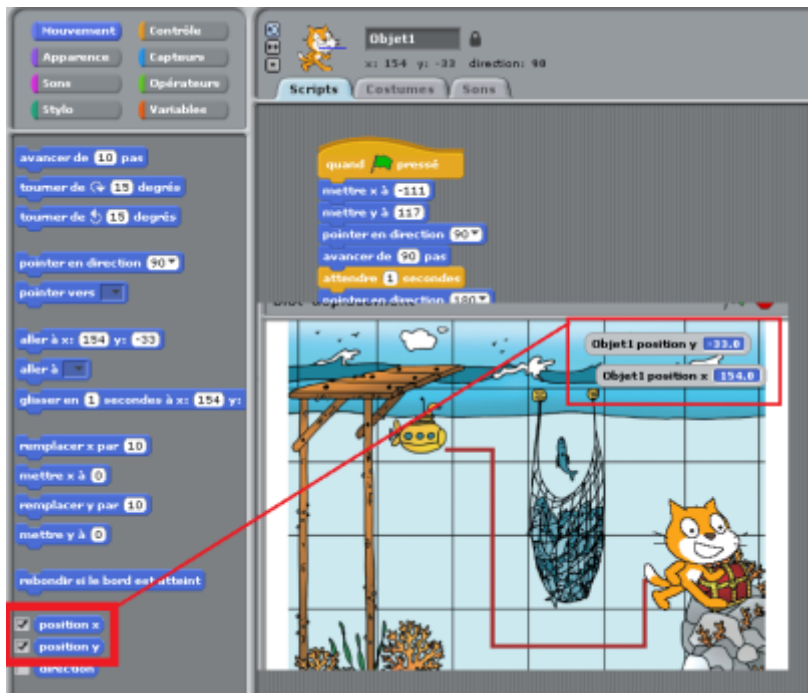 Mouvement Contrôle
Apparence Capteurs
Sons Opérateurs
Stylo Variables
avancer de 10 pas
tourner de 15 degrés
tourner de 15 degrés
pointer en direction 90
pointer vers
aller à x: 154 y: -33
aller à
glisser en 1 secondes à x: 154 y:
remplacer x par 10
mettre x à 0
remplacer y par 10
mettre y à 0
rebondir si le bord est atteint
position x
position y
direction
Objet1
x: 154 y: -33 direction: 90
Scripts Costumes Sons
quand pressé
mettre x à -111
mettre y à 117
pointer en direction 90
avancer de 90 pas
attendre 1 secondes
pointer en direction 180
Objet1 position y -33.0
Objet1 position x 154.0